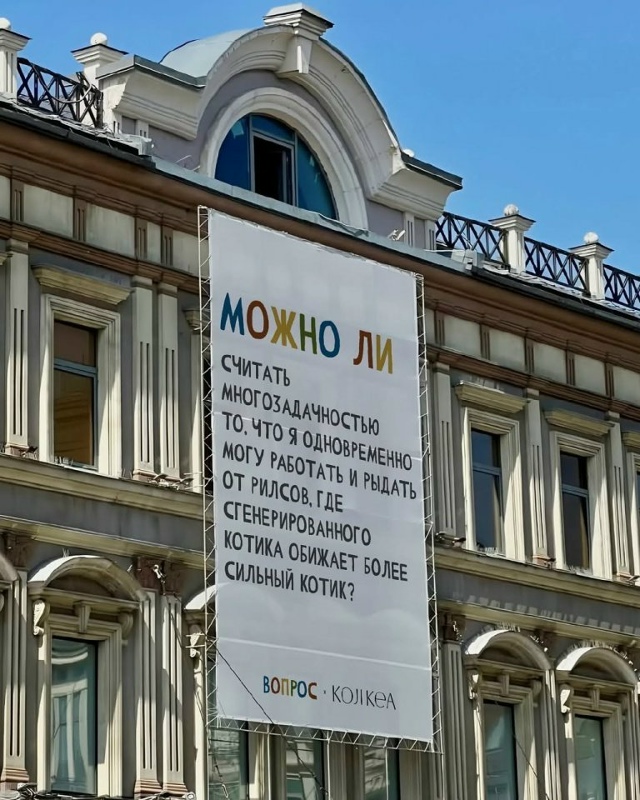 МОЖНО ЛИ
СЧИТАТЬ
МНОГОЗАДАЧНОСТЬЮ
ТО, ЧТО Я ОДНОВРЕМЕННО
МОГУ РАБОТАТЬ И РЫДАТЬ
ОТ РИЛСОВ, ГДЕ
СГЕНЕРИРОВАННОГО
КОТИКА ОБИЖАЕТ БОЛЕЕ
СИЛЬНЫЙ КОТИК?
ВОПРОС · КОЛКЕА